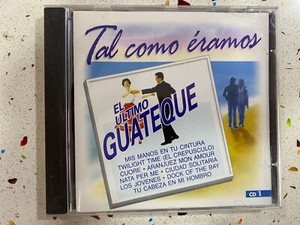 Tal como éramos
EL
ULTIMO
GUATEQUE
MIS MANOS EN TU CINTURA
TWILIGHT TIME (EL CREPUSCULO)
CUORE • ARANJUEZ MON AMOUR
NATA PER ME • CIUDAD SOLITARIA
LOS JOVENES • DOCK OF THE BAY
TU CABEZA EN MI HOMBRO
CD 1